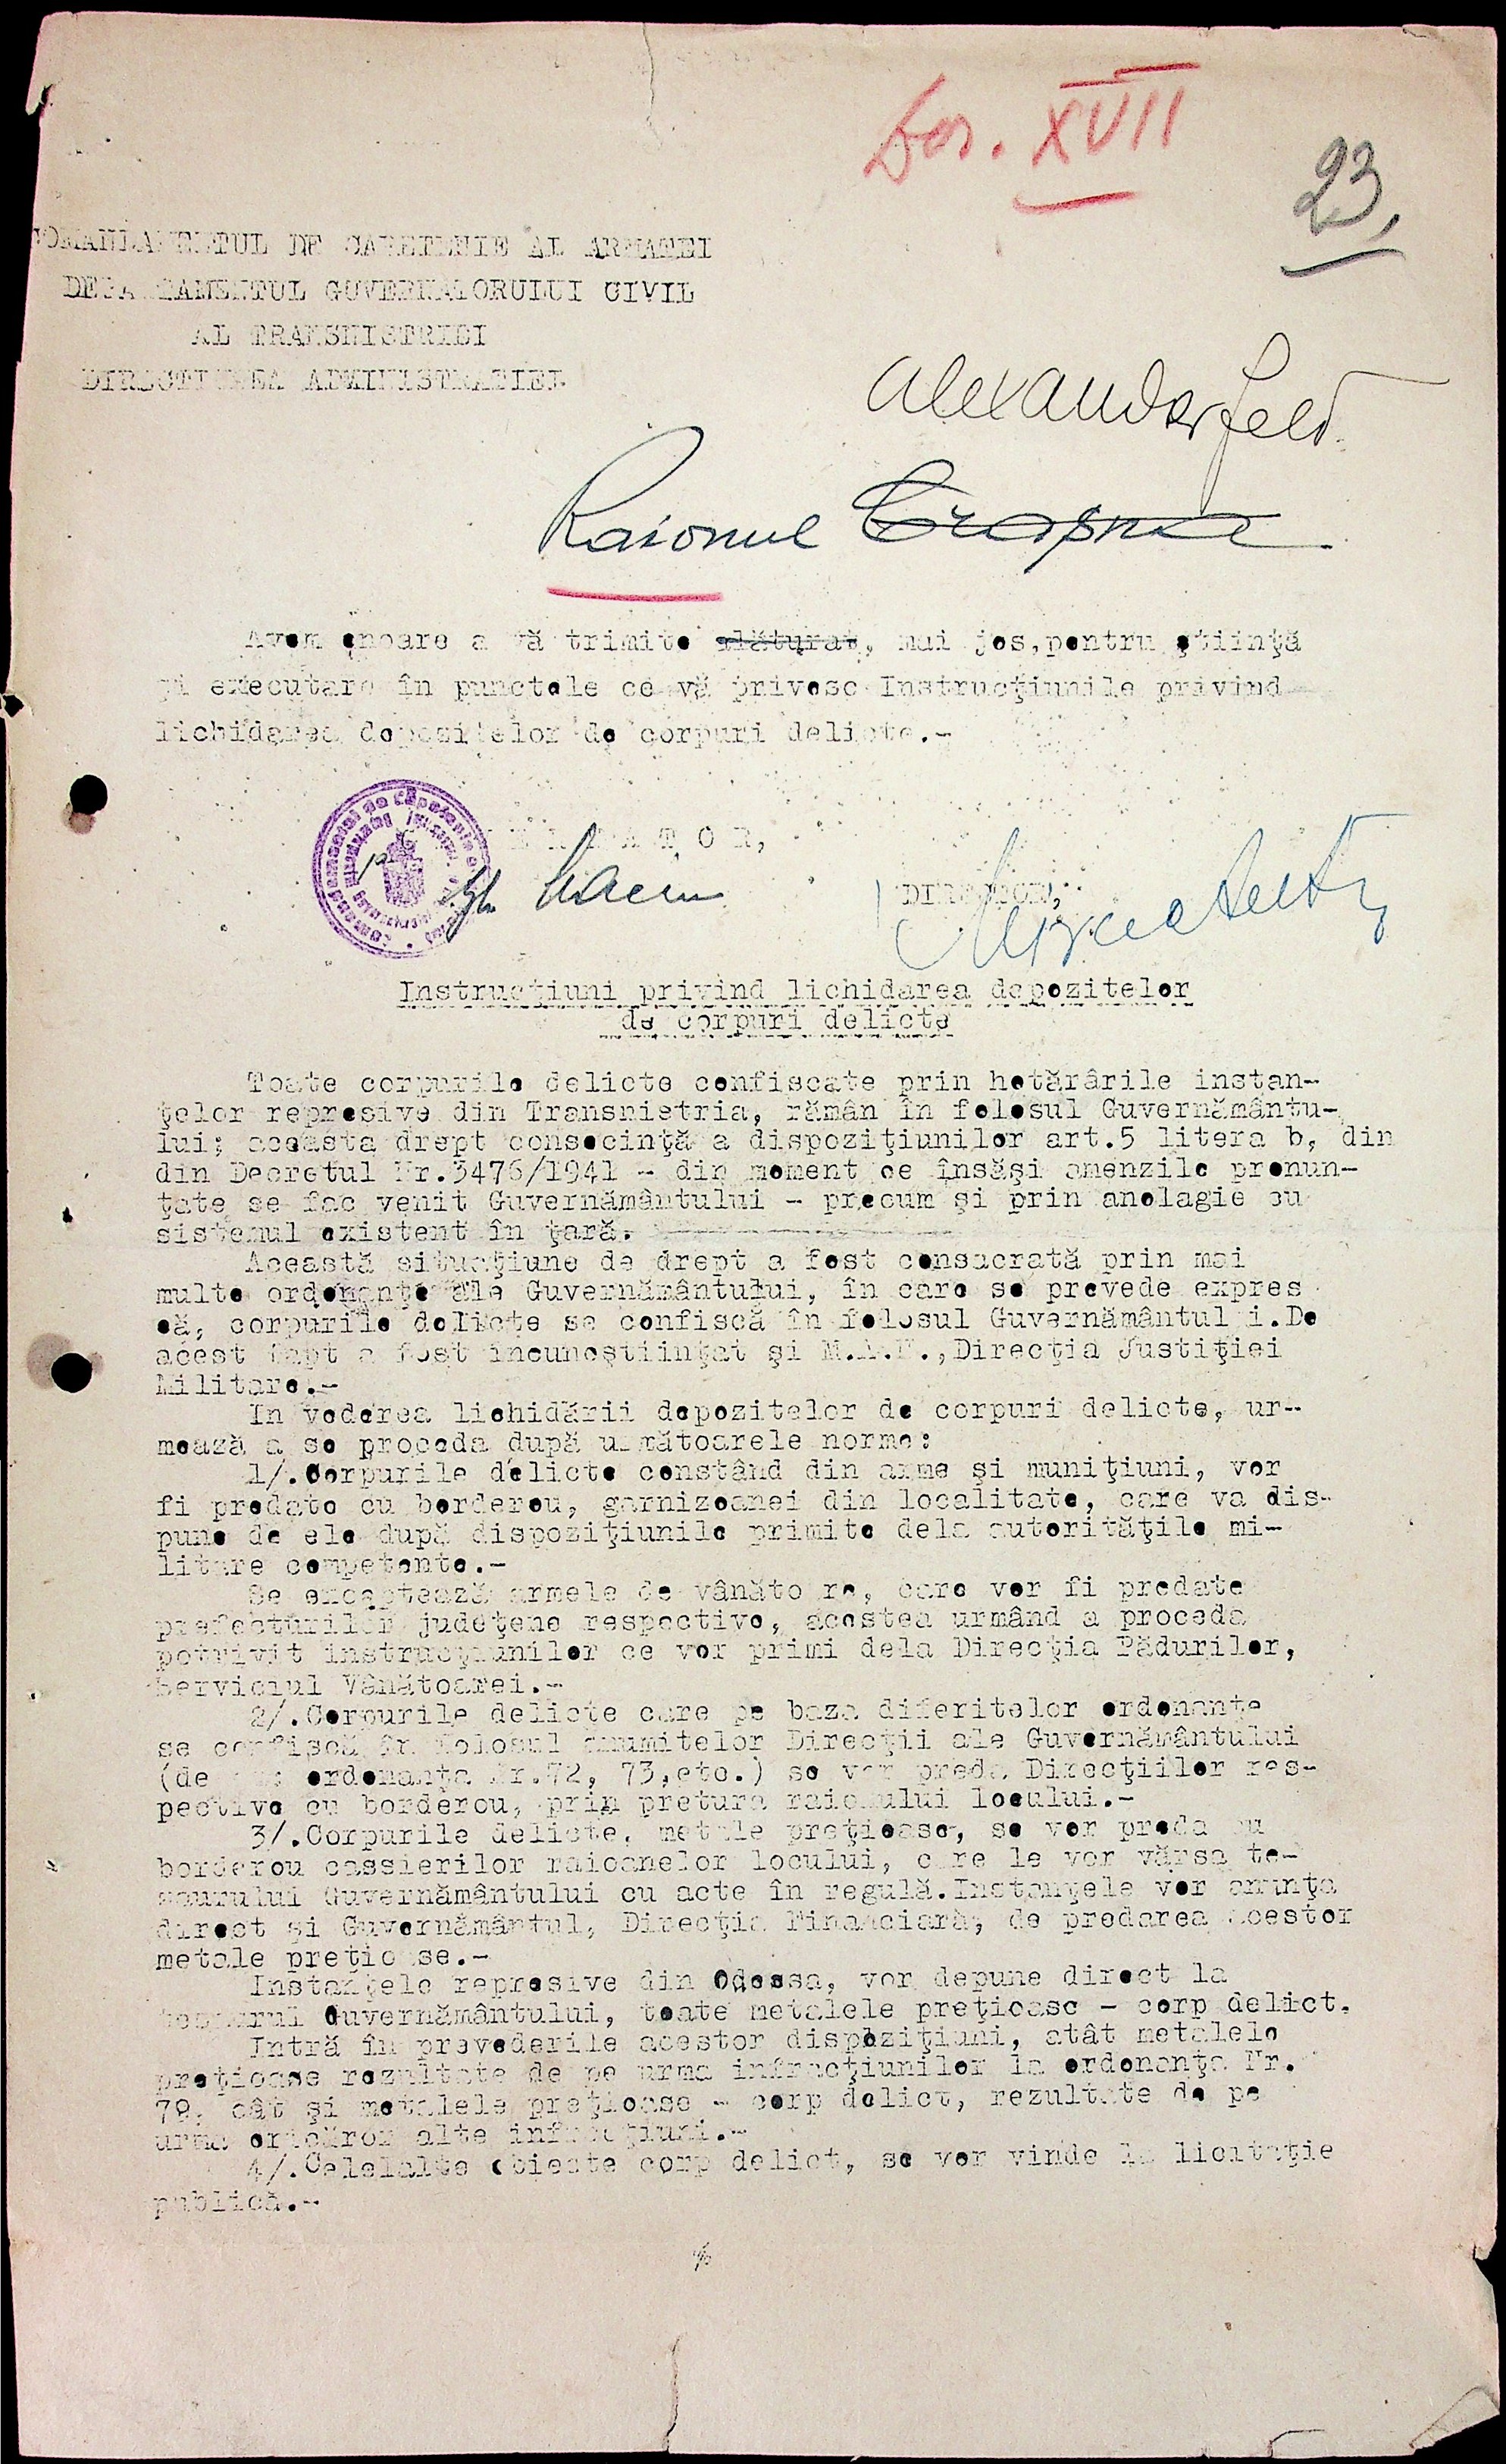 Dos. XVII
23,
COMANDAMENTUL DE CAPETENIE AL ARMATEI
DEPARTAMENTUL GUVERNATORULUI CIVIL
AL TRANSNISTRIEI
DIRECTIUNEA ADMINISTRATIEI
Alexanderfeld
Raionul
Avem onoare a vă trimite alăturat, mai jos, pentru ştiinţă
şi executare în punctele ce vă privesc Instrucţiunile privind
lichidarea depozitelor de corpuri delicte.-
DIRECTOR,
Instrucţiuni privind lichidarea depozitelor
de corpuri delicte
Toate corpurile delicte confiscate prin hotărârile instan-
ţelor represive din Transnistria, rămân în folosul Guvernământu-
lui; aceasta drept consecinţă a dispoziţiunilor art.5 litera b, din
din Decretul Nr.3476/1941 - din moment ce însăşi amenzile pronun-
ţate se fac venit Guvernământului - precum şi prin anologie cu
sistemul existent în ţară.
Această situaţiune de drept a fost consacrată prin mai
multe ordonanţe ale Guvernământului, în care se prevede expres
că, corpurile delicte se confiscă în folosul Guvernământului.De
acest fapt a fost încunoştiinţat şi M.A.N., Direcţia Justiţiei
Militare.-
In vederea lichidării depozitelor de corpuri delicte, ur-
mează a se proceda după următoarele norme:
1/.Corpurile delicte constând din arme şi muniţiuni, vor
fi predate cu borderou, garnizoanei din localitate, care va dis-
pune de ele după dispoziţiunile primite dela autorităţile mi-
litare competente.-
Se exceptează armele de vânătoare, care vor fi predate
prefecturilor judeţene respective, acestea urmând a proceda
potrivit instrucţiunilor ce vor primi dela Direcţia Pădurilor,
Serviciul Vânătoarei.-
2/.Corpurile delicte care pe baza diferitelor ordonanţe
se confiscă în folosul anumitelor Direcţii ale Guvernământului
(de ordonanţa Nr.72, 73, etc.) se vor preda Direcţiilor res-
pective cu borderou, prin pretura raionului locului.-
3/.Corpurile delicte, metale preţioase, se vor preda cu
borderou cassierilor raioanelor locului, care le vor vărsa te-
zaurului Guvernământului cu acte în regulă.Instanţele vor anunţa
direct şi Guvernământul, Direcţia Financiară, de predarea acestor
metale preţioase.-
Instanţele represive din Odessa, vor depune direct la
tezaurul Guvernământului, toate metalele preţioase - corp delict.
Intră în prevederile acestor dispoziţiuni, atât metalele
preţioase rezultate de pe urma infracţiunilor la ordonanţa Nr.
79, cât şi metalele preţioase - corp delict, rezultate de pe
urma oricăror alte infracţiuni.-
4/.Celelalte obiecte corp delict, se vor vinde la licitaţie
publică.-